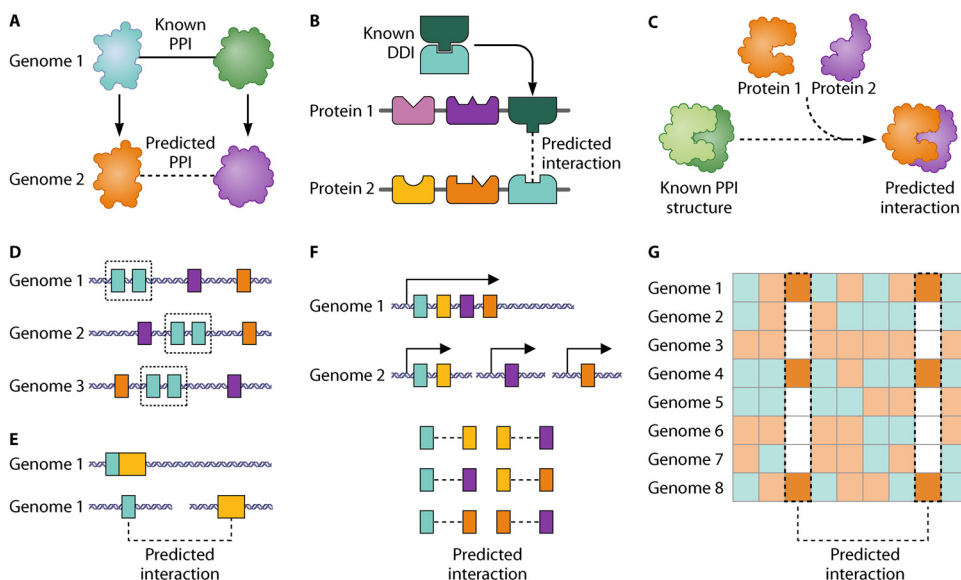 A
Known
PPI
Genome 1
Predicted
PPI
Genome 2
B
Known
DDI
Protein 1
Predicted
interaction
Protein 2
C
Protein 1 Protein 2
Known PPI
structure
Predicted
interaction
D
Genome 1
Genome 2
Genome 3
E
Genome 1
Genome 1
Predicted
interaction
F
Genome 1
Genome 2
Predicted
interaction
G
Genome 1
Genome 2
Genome 3
Genome 4
Genome 5
Genome 6
Genome 7
Genome 8
Predicted
interaction